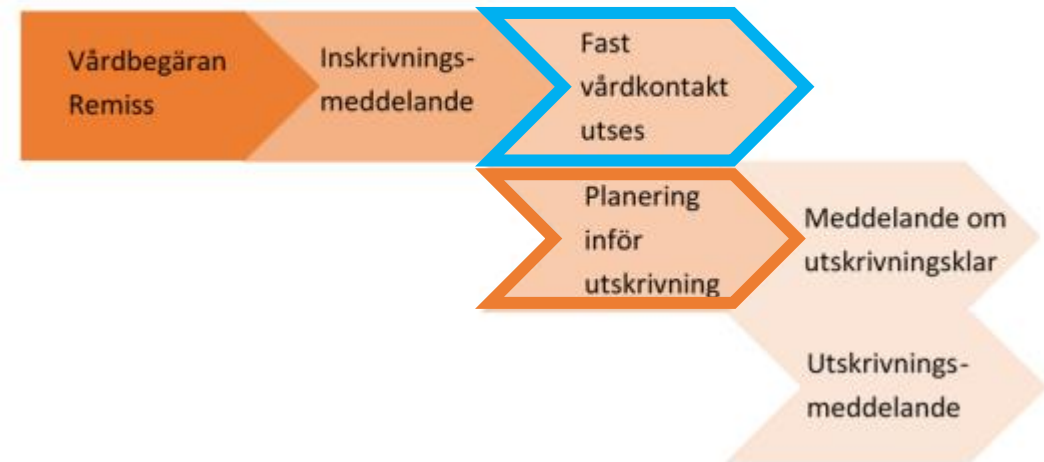 Vårdbegäran
Remiss
Inskrivnings-
meddelande
Fast
vårdkontakt
utses
Planering
inför
utskrivning
Meddelande om
utskrivningsklar
Utskrivnings-
meddelande